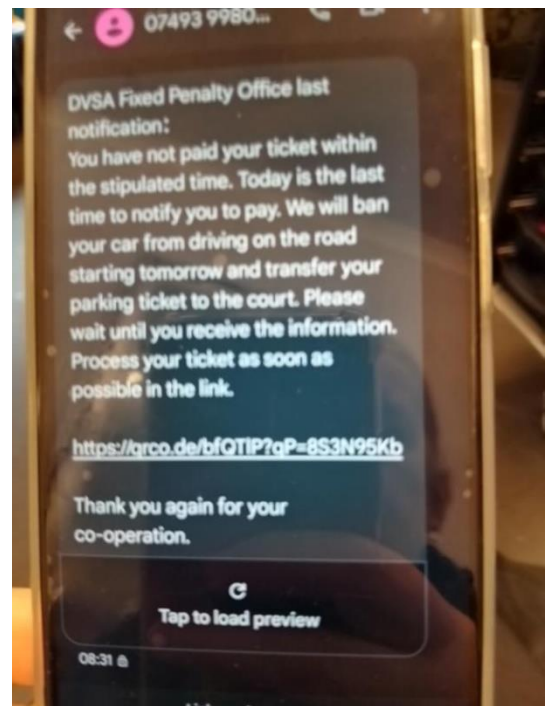 07493 9980...
DVSA Fixed Penalty Office last
notification:
You have not paid your ticket within
the stipulated time. Today is the last
time to notify you to pay. We will ban
your car from driving on the road
starting tomorrow and transfer your
parking ticket to the court. Please
wait until you receive the information.
Process your ticket as soon as
possible in the link.
https://qrco.de/bfQTlP?qP=8S3N95Kb
Thank you again for your
co-operation.
Tap to load preview
08:31